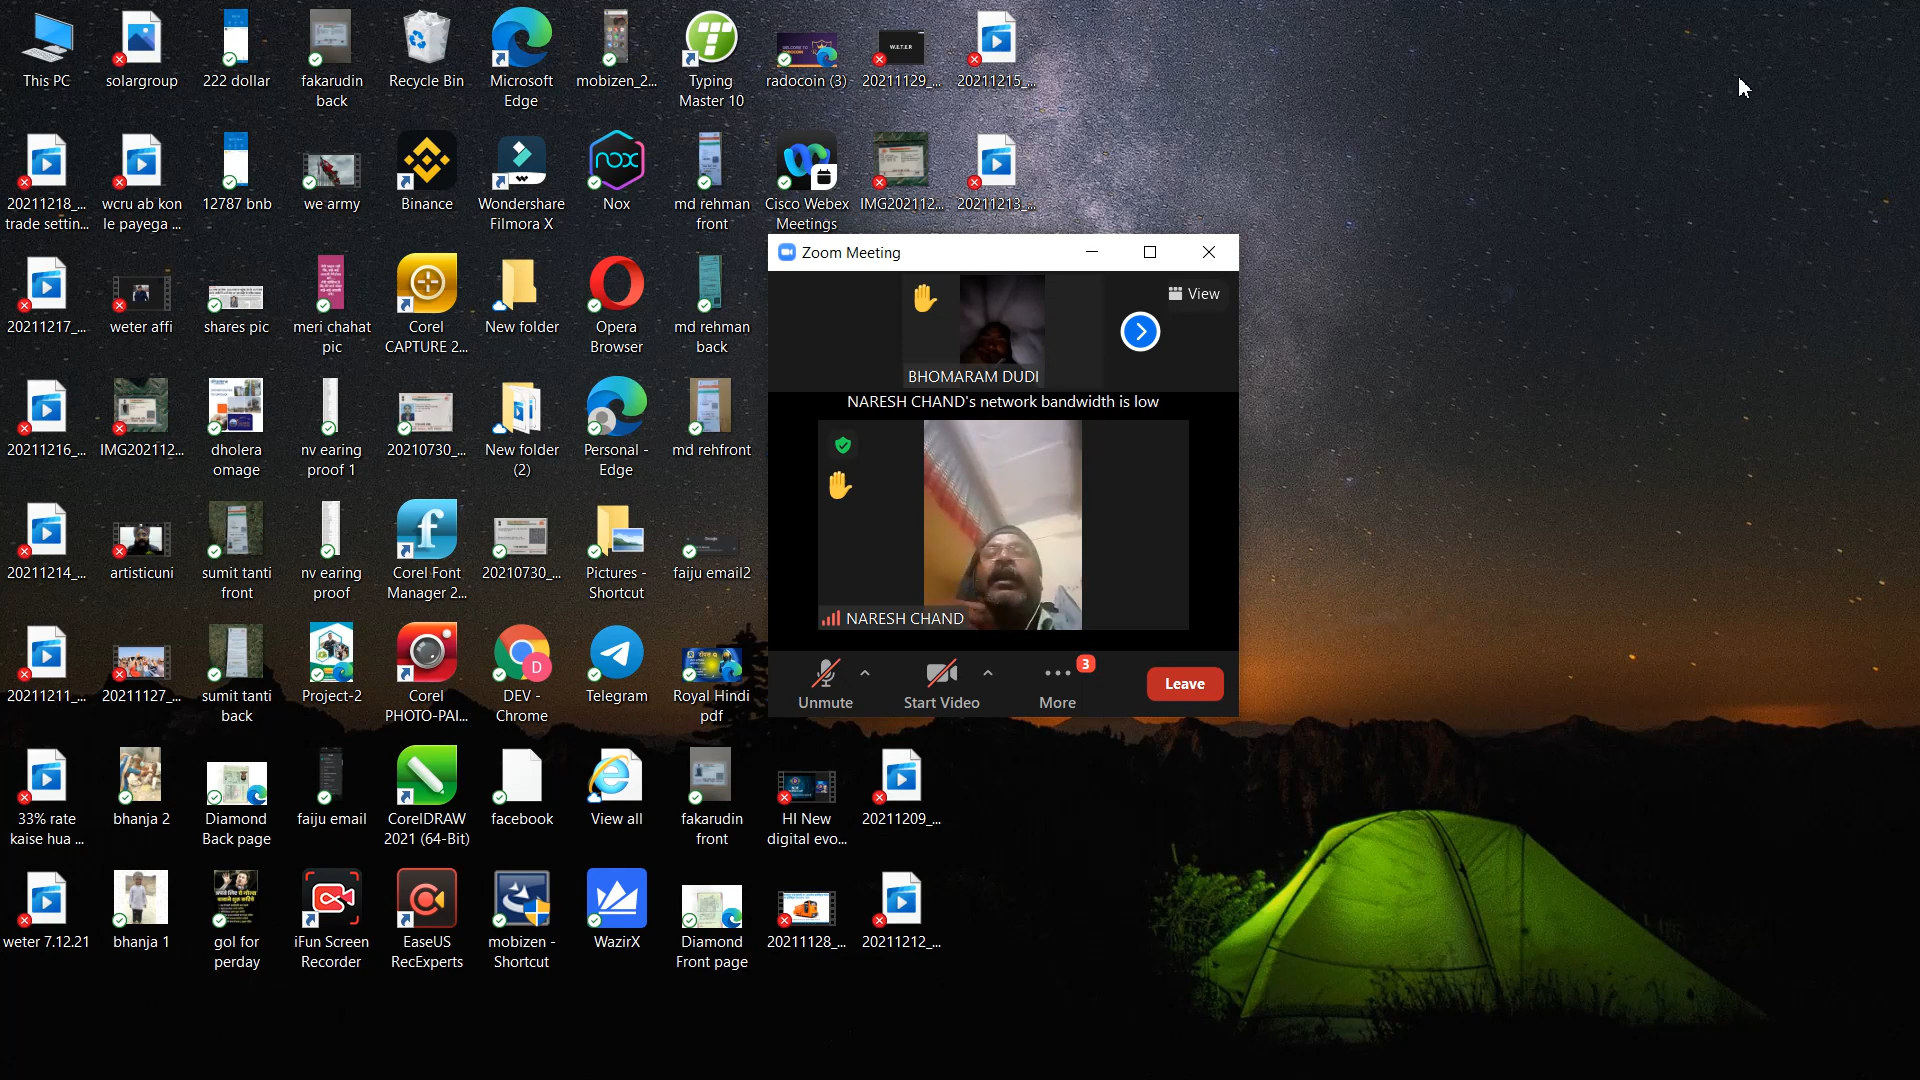 This PC
solargroup
222 dollar
fakarudin
back
Recycle Bin
Microsoft
Edge
mobizen_2...
Typing
Master 10
radocoin (3)
W.E.T.E.R
20211129_...
20211215_...
20211218_...
trade settin...
wcru ab kon
le payega ...
12787 bnb
we army
Binance
Wondershare
Filmora X
nox
Nox
md rehman
front
Cisco Webex
Meetings
IMG202112...
20211213_...
20211217_...
weter affi
shares pic
meri chahat
pic
Corel
CAPTURE 2...
New folder
Opera
Browser
md rehman
back
20211216_...
IMG202112...
dholera
omage
nv earing
proof 1
20210730_...
New folder
(2)
Personal -
Edge
md rehfront
20211214_...
artisticuni
sumit tanti
front
nv earing
proof
Corel Font
Manager 2...
20210730_...
Pictures -
Shortcut
faiju email2
20211211_...
20211127_...
sumit tanti
back
Project-2
Corel
PHOTO-PAI...
D
DEV -
Chrome
Telegram
Royal Hindi
pdf
33% rate
kaise hua ...
bhanja 2
Diamond
Back page
faiju email
CorelDRAW
2021 (64-Bit)
facebook
View all
fakarudin
front
HI New
digital evo...
20211209_...
weter 7.12.21
bhanja 1
gol for
perday
iFun Screen
Recorder
EaseUS
RecExperts
mobizen -
Shortcut
WazirX
Diamond
Front page
20211128_...
20211212_...
Zoom Meeting
View
BHOMARAM DUDI
NARESH CHAND's network bandwidth is low
NARESH CHAND
Unmute
Start Video
3
More
Leave